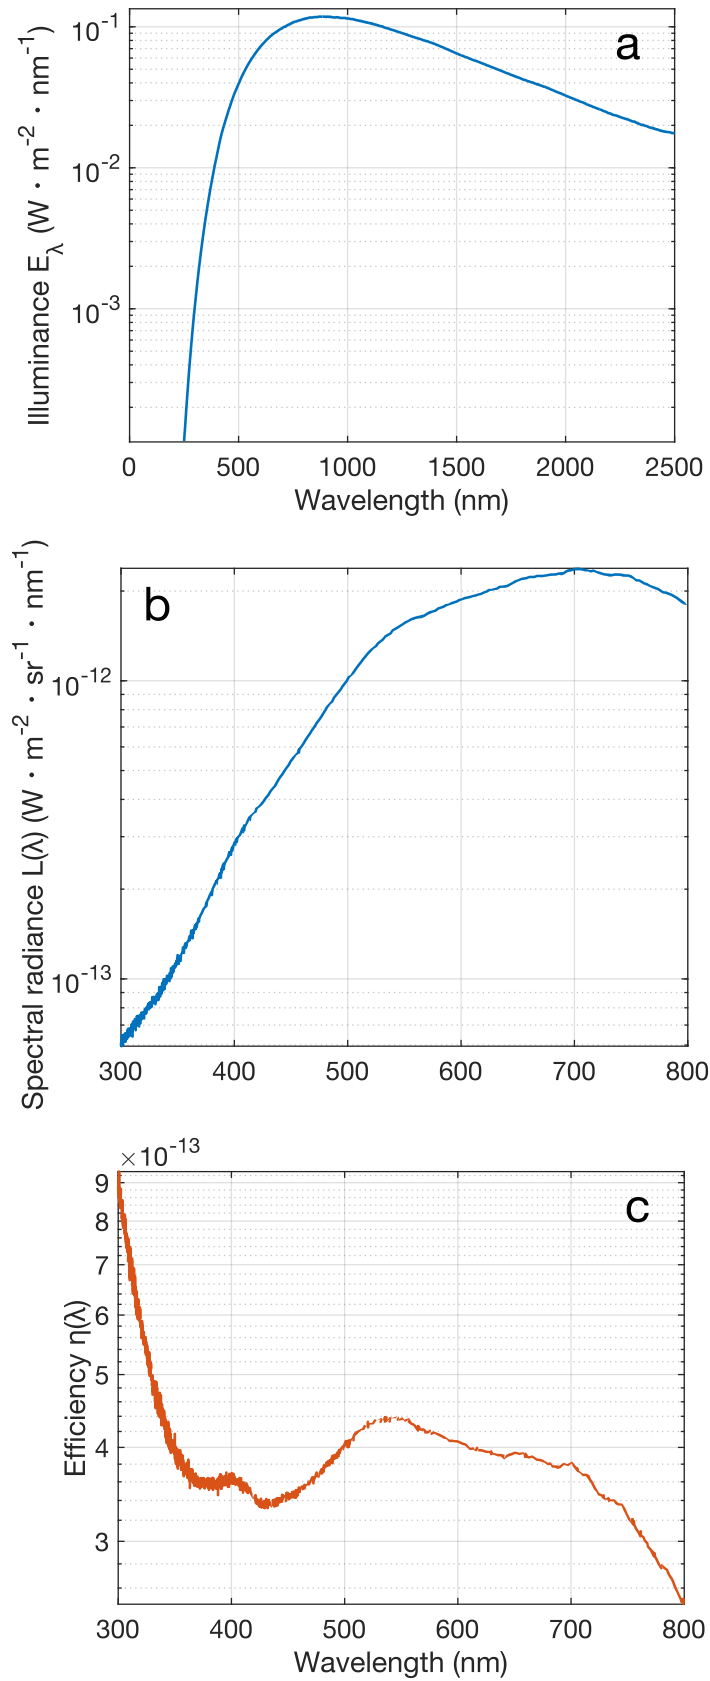 a
10-1
10-2
10-3
Illuminance Eλ (W • m-2 • nm-1)
0 500 1000 1500 2000 2500
Wavelength (nm)
b
10-12
10-13
Spectral radiance L(λ) (W • m-2 • sr-1 • nm-1)
300 400 500 600 700 800
×10-13
c
9
8
7
6
5
4
3
Efficiency η(λ)
300 400 500 600 700 800
Wavelength (nm)